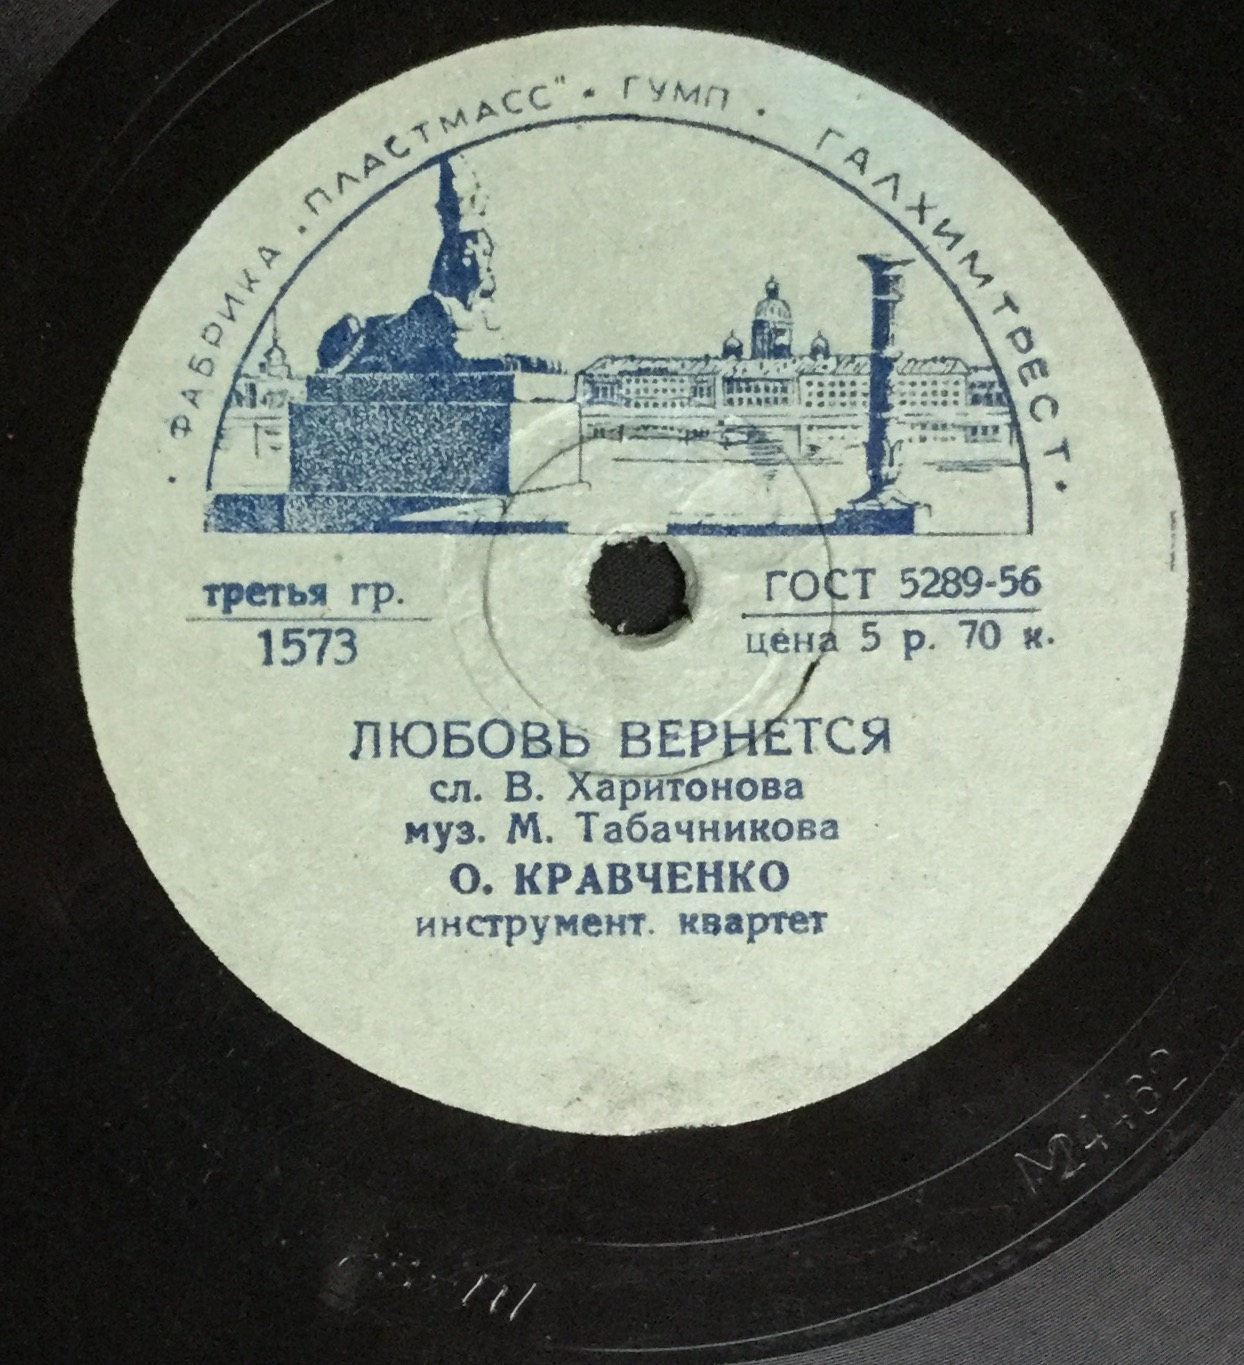 · ФАБРИКА · ПЛАСТМАСС" · ГУМП · ГАЛХИМТРЕСТ ·
третья гр.
1573
ГОСТ 5289-56
цена 5 р. 70 к.
ЛЮБОВЬ ВЕРНЕТСЯ
сл. В. Харитонова
муз. М. Табачникова
О. КРАВЧЕНКО
инструмент. квартет